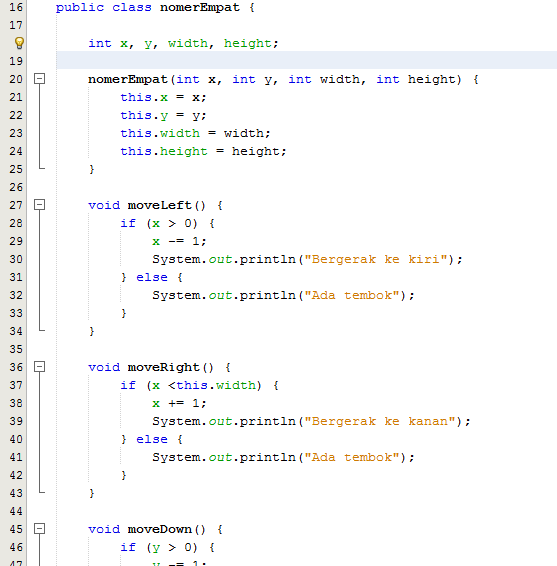 16 public class nomerEmpat {
17
int x, y, width, height;
19
20 nomerEmpat(int x, int y, int width, int height) {
21 this.x = x;
22 this.y = y;
23 this.width = width;
24 this.height = height;
25 }
26
27 void moveLeft() {
28 if (x > 0) {
29 x -= 1;
30 System.out.println("Bergerak ke kiri");
31 } else {
32 System.out.println("Ada tembok");
33 }
34 }
35
36 void moveRight() {
37 if (x <this.width) {
38 x += 1;
39 System.out.println("Bergerak ke kanan");
40 } else {
41 System.out.println("Ada tembok");
42 }
43 }
44
45 void moveDown() {
46 if (y > 0) {
47 y -= 1;